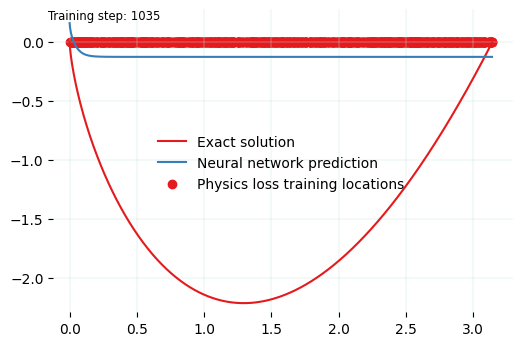 Training step: 1035
0.0
−0.5
−1.0
−1.5
−2.0
Exact solution
Neural network prediction
Physics loss training locations
0.0 0.5 1.0 1.5 2.0 2.5 3.0